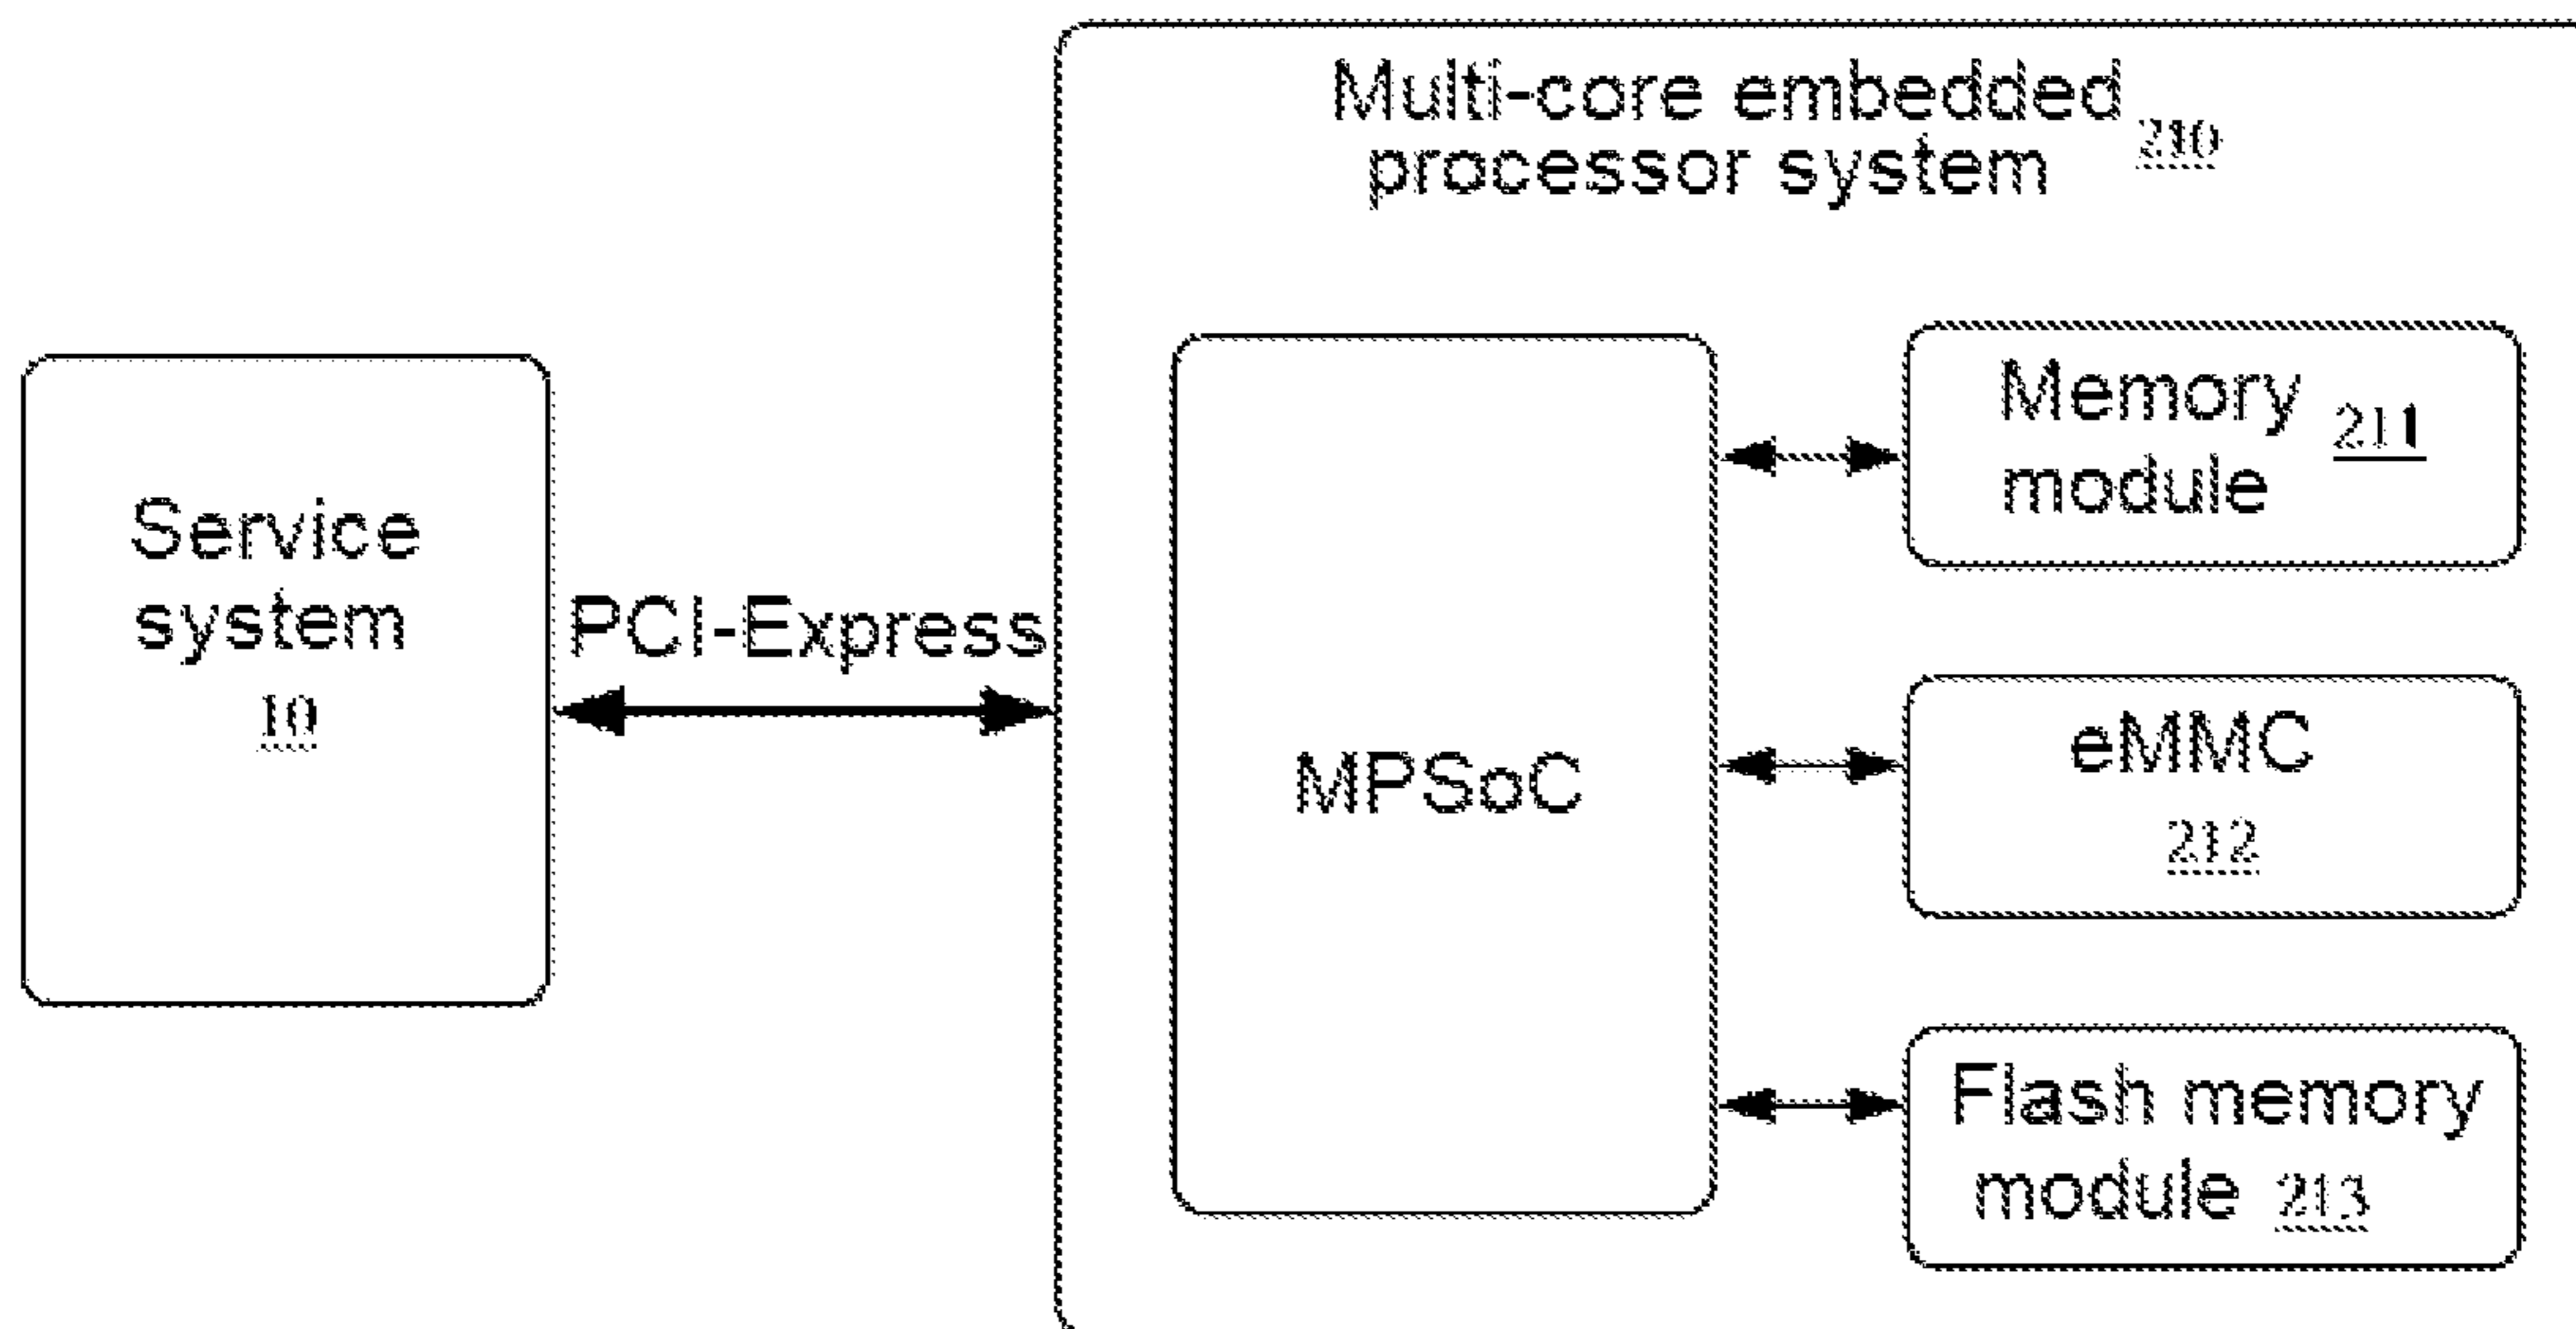 Multi-core embedded
processor system 210
Service
system
10
PCI-Express
MPSoC
Memory
module 211
eMMC
212
Flash memory
module 213